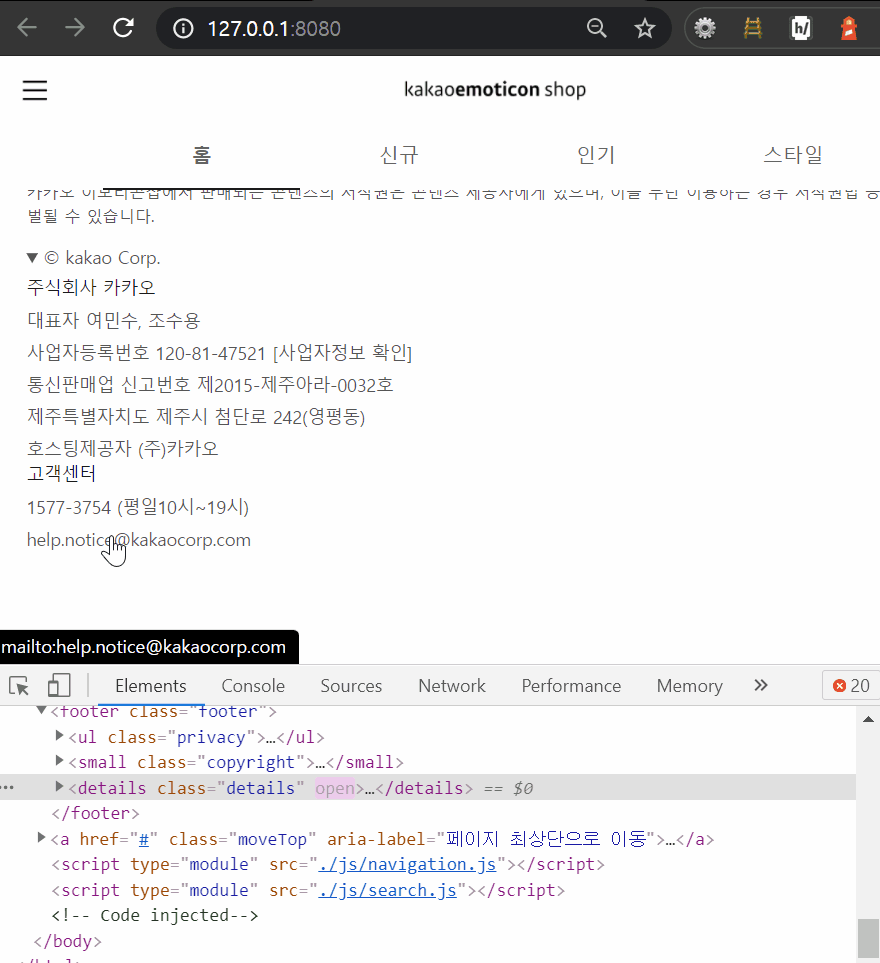 127.0.0.1:8080
h/
kakaoemoticon shop
홈 신규 인기 스타일
카카오 이모티콘샵에서 판매되는 콘텐츠의 저작권은 콘텐츠 제공자에게 있으며, 이를 무단 이용하는 경우 저작권법 등
벌될 수 있습니다.
▼ © kakao Corp.
주식회사 카카오
대표자 여민수, 조수용
사업자등록번호 120-81-47521 [사업자정보 확인]
통신판매업 신고번호 제2015-제주아라-0032호
제주특별자치도 제주시 첨단로 242(영평동)
호스팅제공자 (주)카카오
고객센터
1577-3754 (평일10시~19시)
help.notice@kakaocorp.com
mailto:help.notice@kakaocorp.com
Elements Console Sources Network Performance Memory » 20
▼<footer class="footer">
▶<ul class="privacy">…</ul>
▶<small class="copyright">…</small>
… ▶<details class="details" open>…</details> == $0
</footer>
▶<a href="#" class="moveTop" aria-label="페이지 최상단으로 이동">…</a>
<script type="module" src="./js/navigation.js"></script>
<script type="module" src="./js/search.js"></script>
<!-- Code injected-->
</body>
</html>